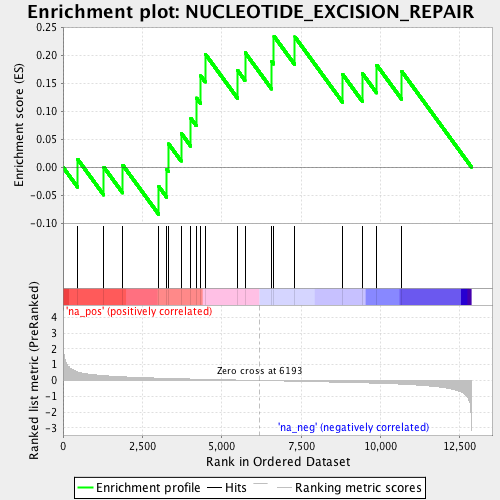 Enrichment plot: NUCLEOTIDE_EXCISION_REPAIR
Enrichment score (ES)
0.25
0.20
0.15
0.10
0.05
0.00
-0.05
-0.10
'na_pos' (positively correlated)
Ranked list metric (PreRanked)
4
3
2
1
0
-1
-2
-3
Zero cross at 6193
'na_neg' (negatively correlated)
0
2,500
5,000
7,500
10,000
12,500
Rank in Ordered Dataset
Enrichment profile
Hits
Ranking metric scores